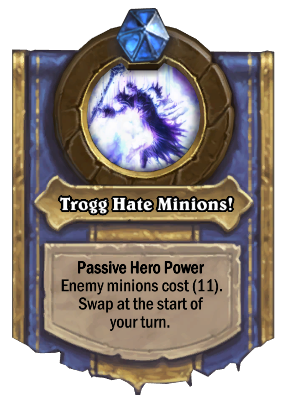 Trogg Hate Minions!
Passive Hero Power
Enemy minions cost (11).
Swap at the start of
your turn.